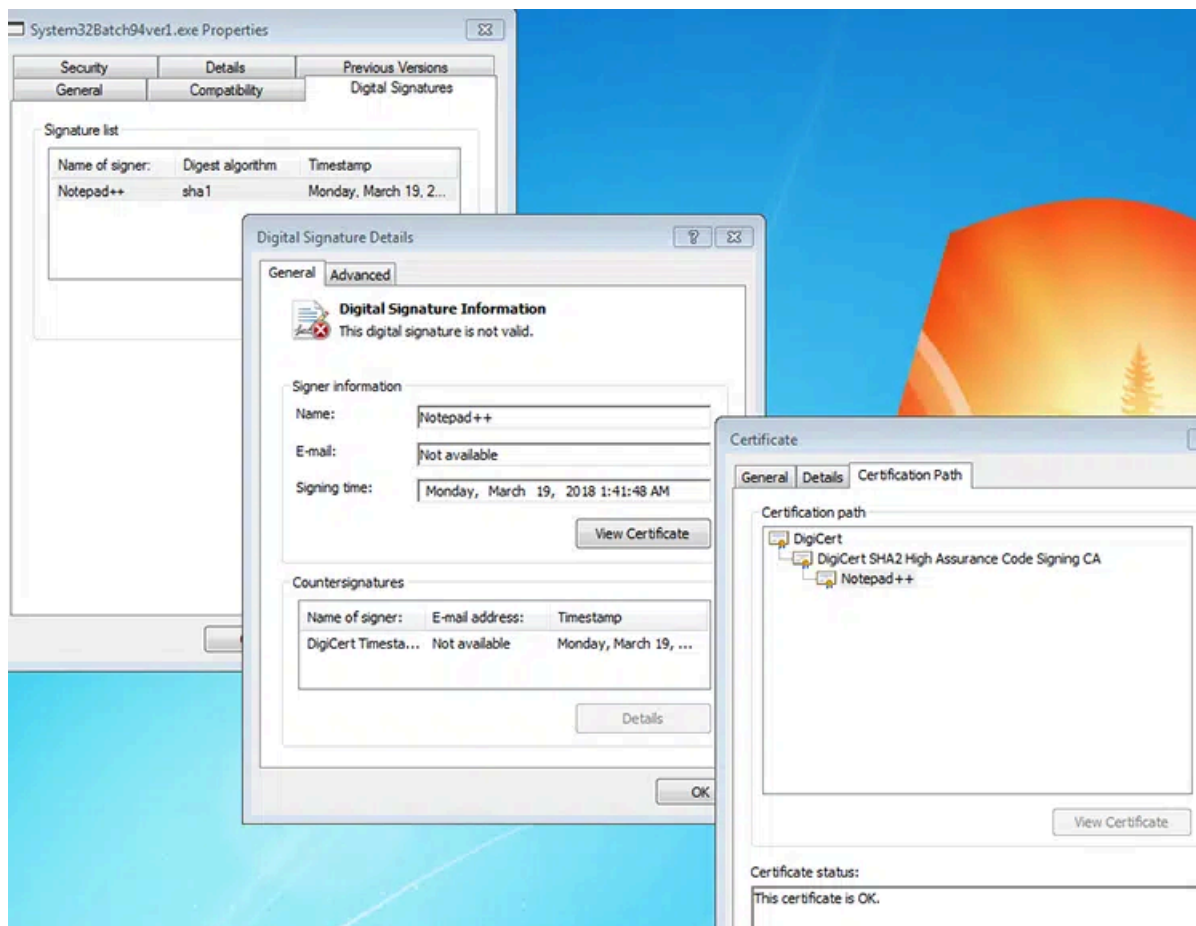 System32Batch94ver1.exe Properties
Security Details Previous Versions
General Compatibility Digital Signatures
Signature list
Name of signer: Digest algorithm Timestamp
Notepad++ sha1 Monday, March 19, 2...
Digital Signature Details
General Advanced
Digital Signature Information
This digital signature is not valid.
Signer information
Name: Notepad++
E-mail: Not available
Signing time: Monday, March 19, 2018 1:41:48 AM
View Certificate
Countersignatures
Name of signer: E-mail address: Timestamp
DigiCert Timesta... Not available Monday, March 19, ...
Details
OK
Certificate
General Details Certification Path
Certification path
DigiCert
DigiCert SHA2 High Assurance Code Signing CA
Notepad++
View Certificate
Certificate status:
This certificate is OK.